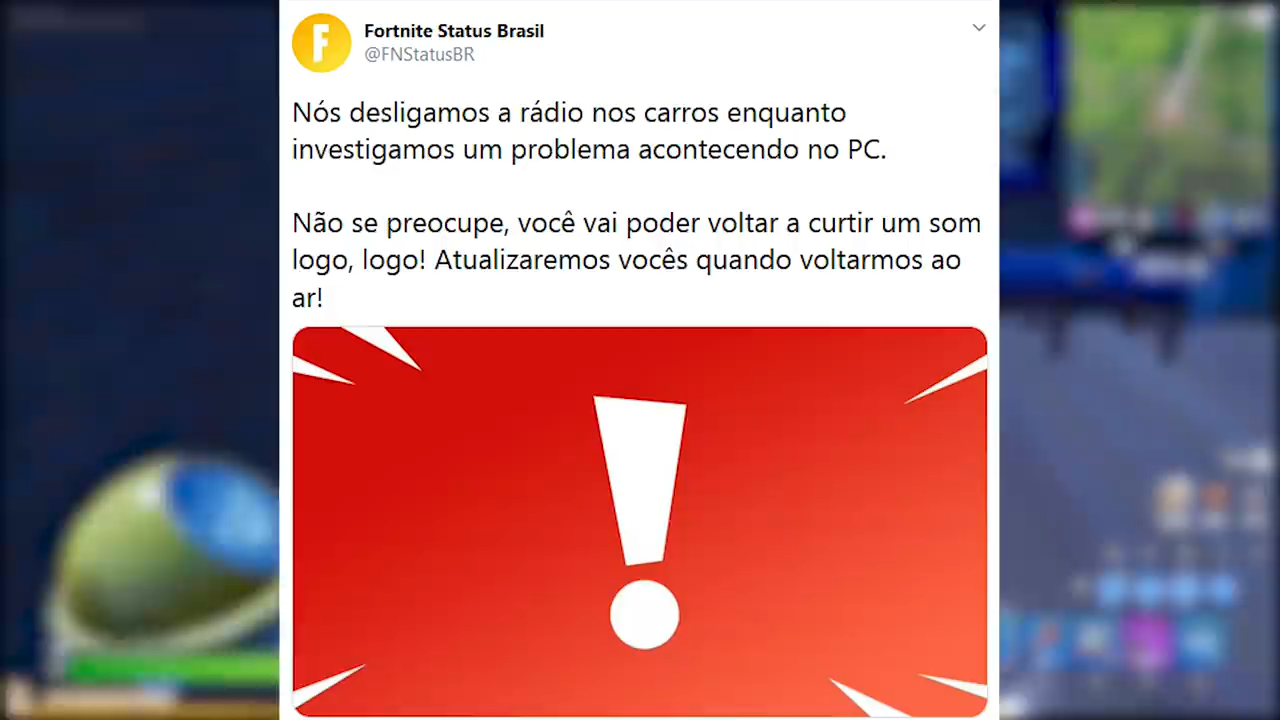 Fortnite Status Brasil
@FNStatusBR
Nós desligamos a rádio nos carros enquanto
investigamos um problema acontecendo no PC.
Não se preocupe, você vai poder voltar a curtir um som
logo, logo! Atualizaremos vocês quando voltarmos ao
ar!
!